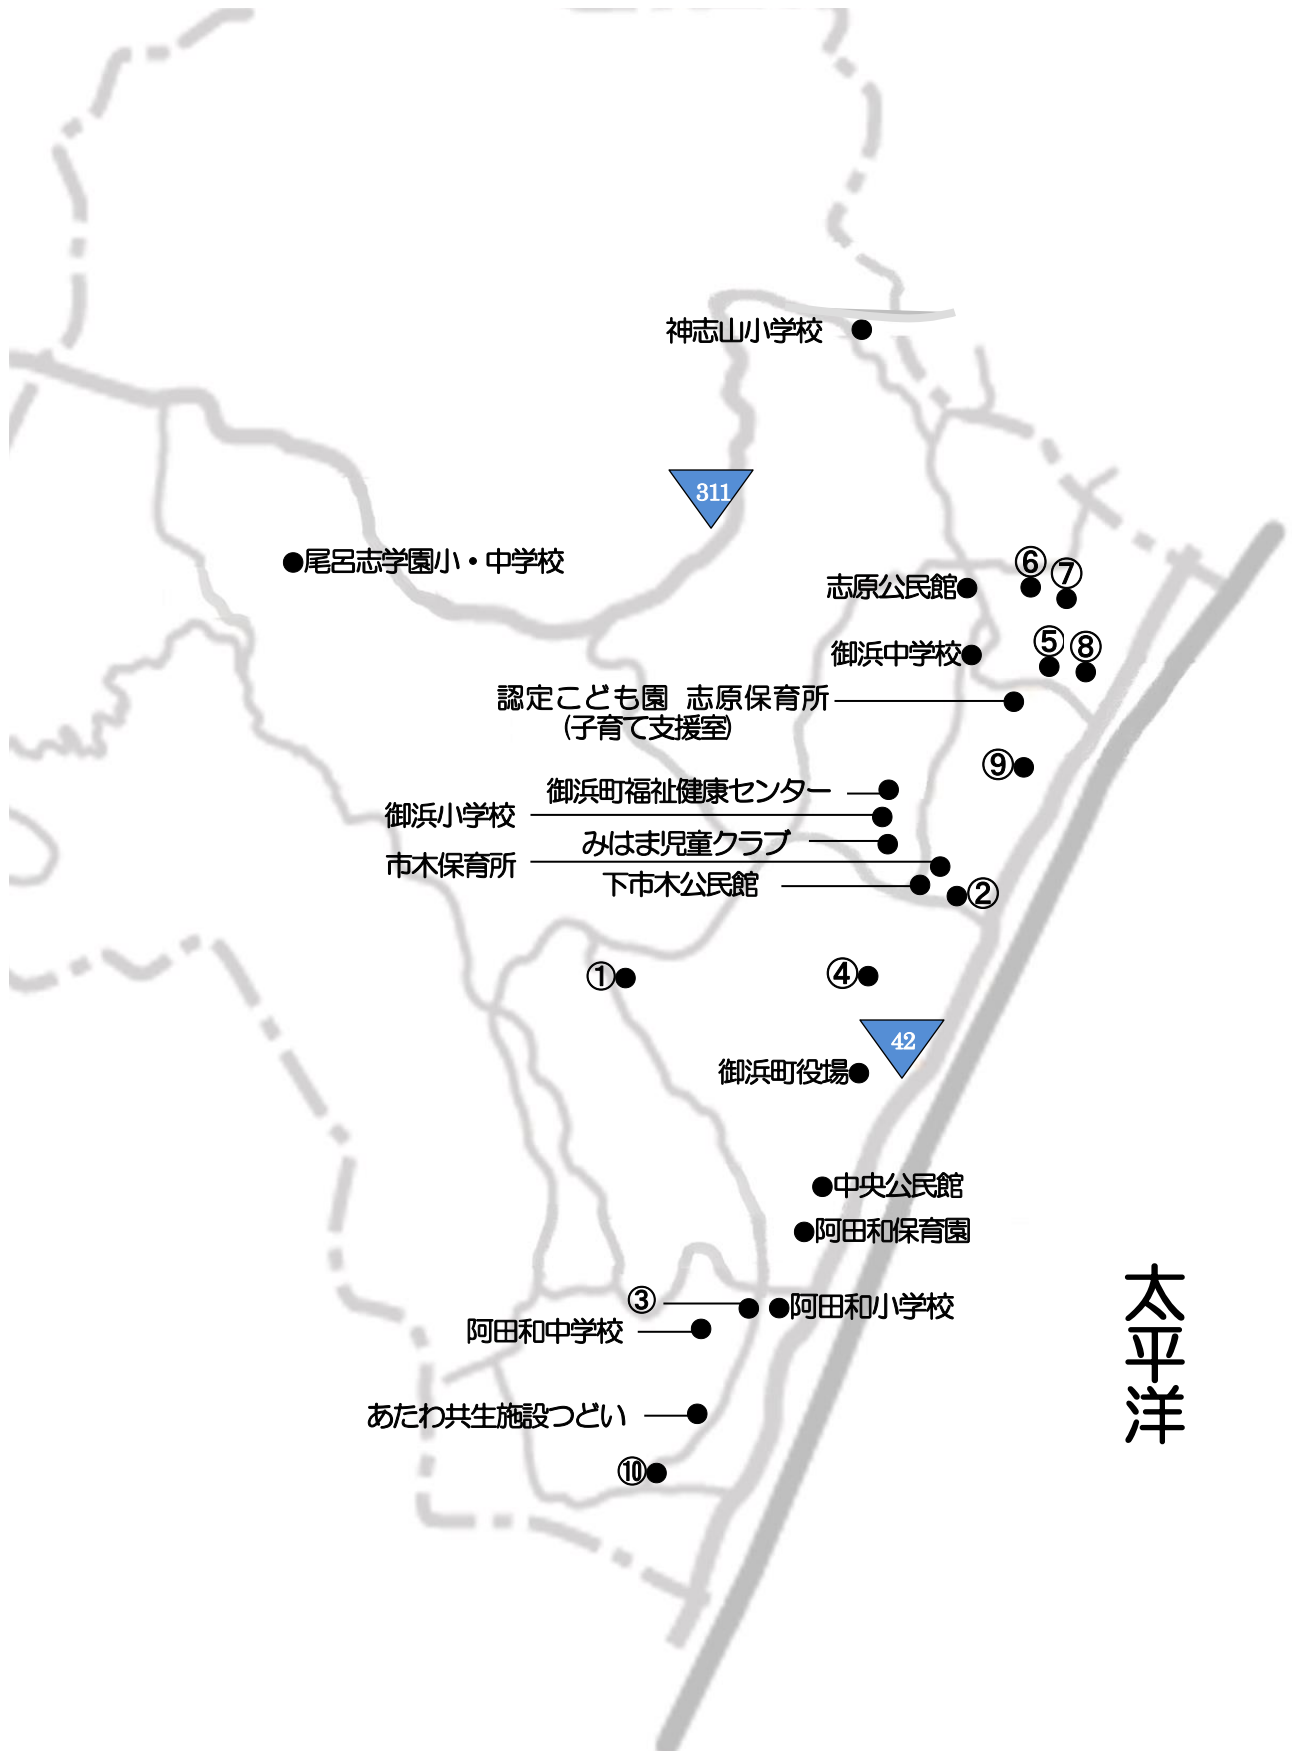 神志山小学校
311
尾呂志学園小・中学校
⑥
⑦
志原公民館
⑤
⑧
御浜中学校
認定こども園 志原保育所
(子育て支援室)
⑨
御浜町福祉健康センター
御浜小学校
みはま児童クラブ
市木保育所
下市木公民館
②
①
④
42
御浜町役場
中央公民館
阿田和保育園
③
阿田和小学校
阿田和中学校
あたわ共生施設つどい
⑩
太平洋